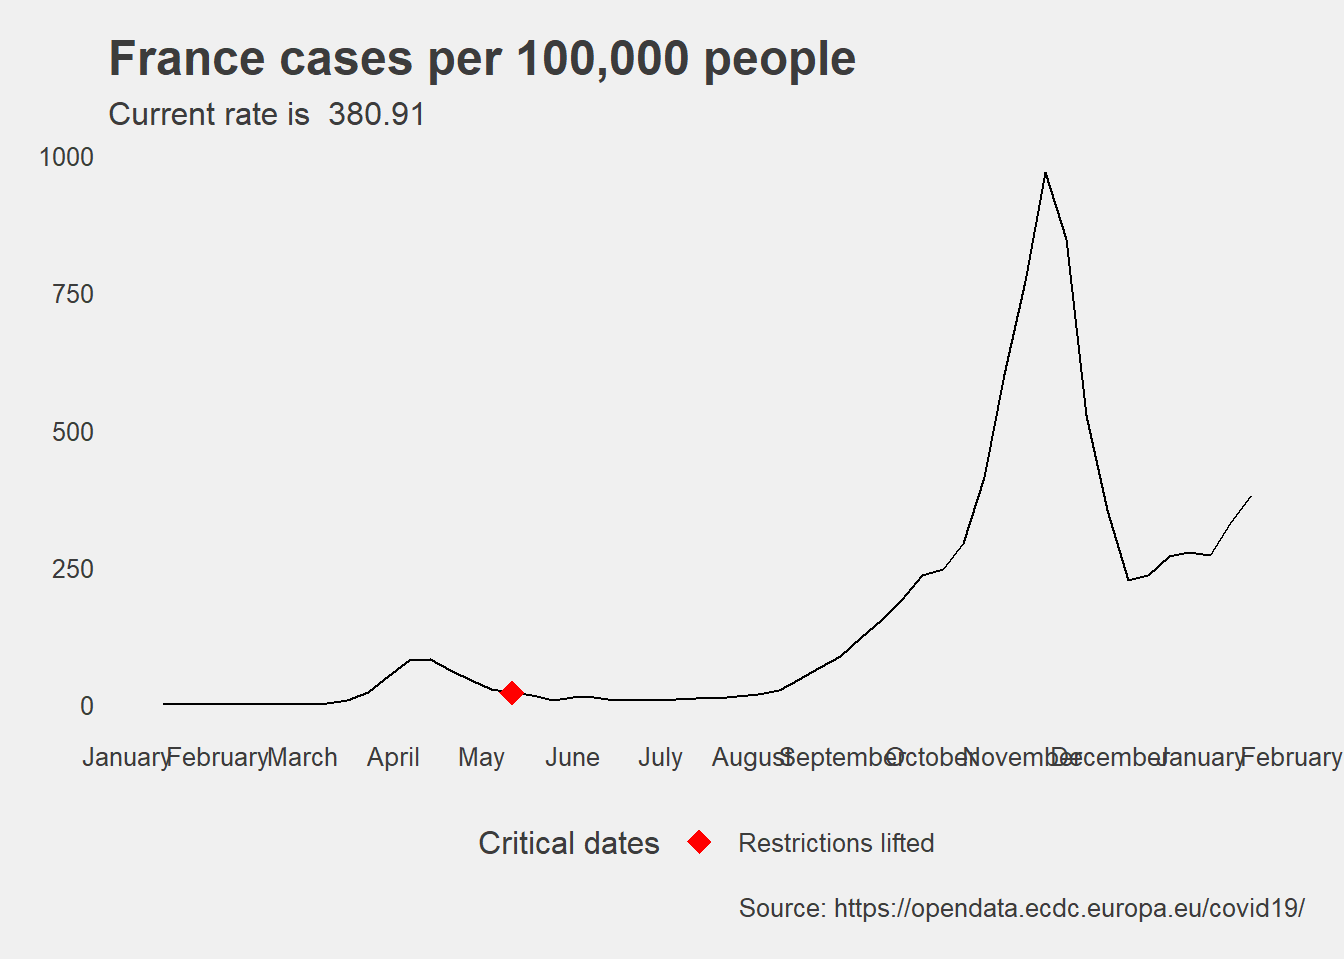 France cases per 100,000 people
Current rate is  380.91
1000
750
500
250
0
January February March April May June July August September October November December January February
Critical dates Restrictions lifted
Source: https://opendata.ecdc.europa.eu/covid19/